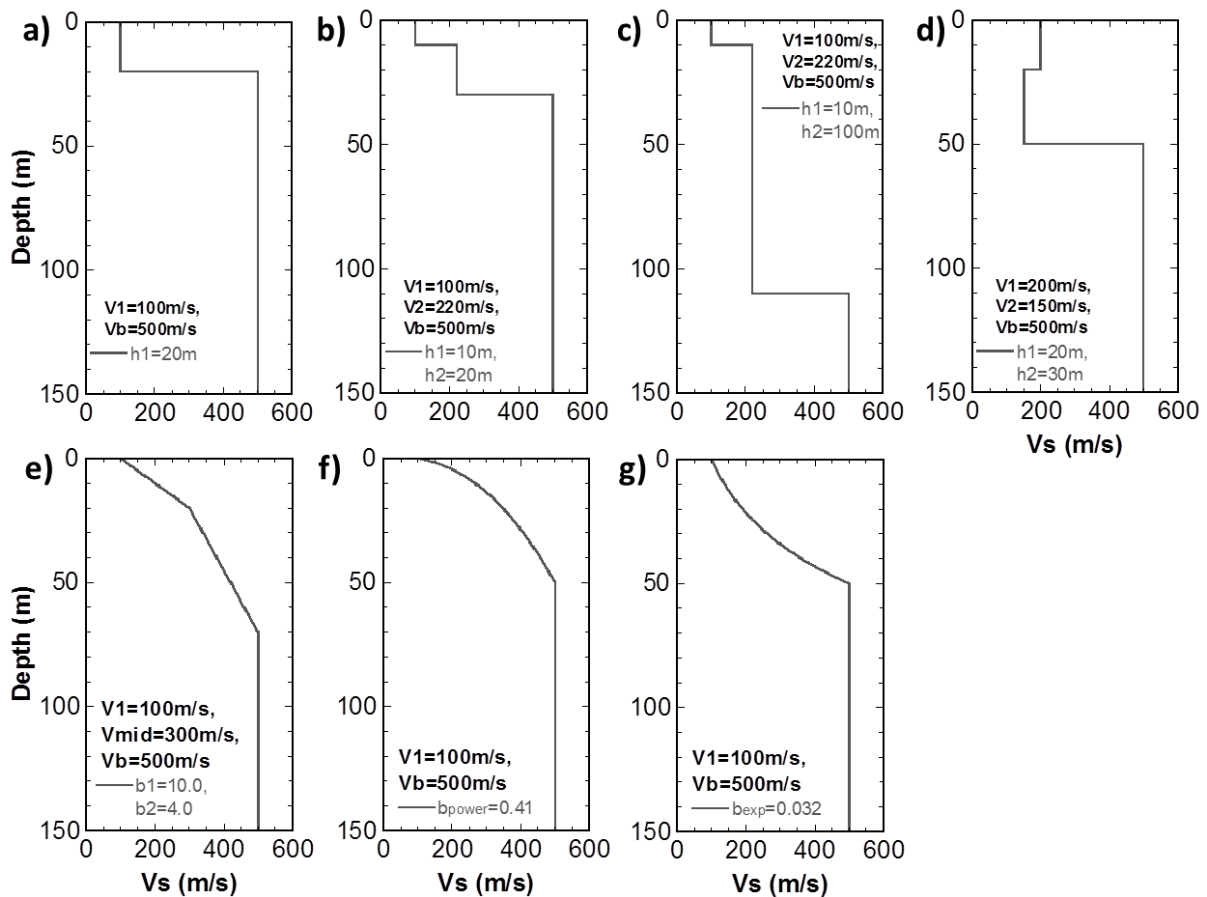 a)
0
50
100
150
Depth (m)
V1=100m/s,
Vb=500m/s
h1=20m
0 200 400 600
b)
0
50
100
150
V1=100m/s,
V2=220m/s,
Vb=500m/s
h1=10m,
h2=20m
0 200 400 600
c)
0
50
100
150
V1=100m/s,
V2=220m/s,
Vb=500m/s
h1=10m,
h2=100m
0 200 400 600
d)
0
50
100
150
V1=200m/s,
V2=150m/s,
Vb=500m/s
h1=20m,
h2=30m
0 200 400 600
Vs (m/s)
e)
0
50
100
150
Depth (m)
V1=100m/s,
Vmid=300m/s,
Vb=500m/s
b1=10.0,
b2=4.0
0 200 400 600
Vs (m/s)
f)
0
50
100
150
V1=100m/s,
Vb=500m/s
bpower=0.41
0 200 400 600
Vs (m/s)
g)
0
50
100
150
V1=100m/s,
Vb=500m/s
bexp=0.032
0 200 400 600
Vs (m/s)